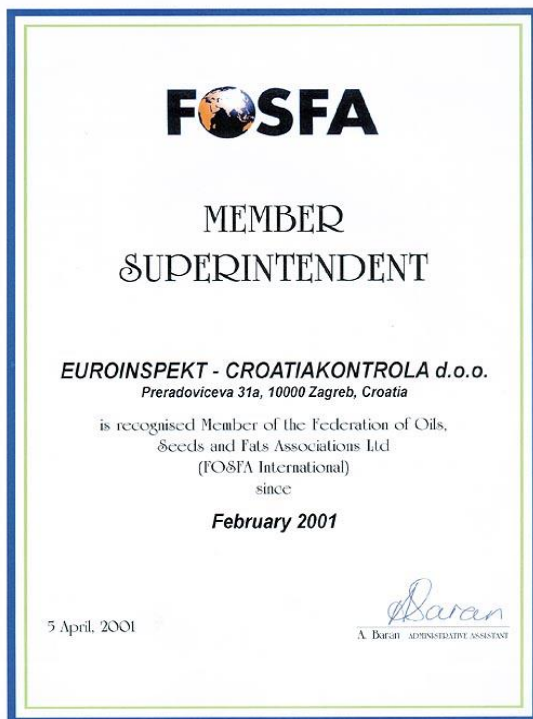 FOSFA
MEMBER
SUPERINTENDENT
EUROINSPEKT - CROATIAKONTROLA d.o.o.
Preradoviceva 31a, 10000 Zagreb, Croatia
is recognised Member of the Federation of Oils,
Seeds and Fats Associations Ltd
(FOSFA International)
since
February 2001
ABaran
5 April, 2001
A. Baran ADMINISTRATIVE ASSISTANT